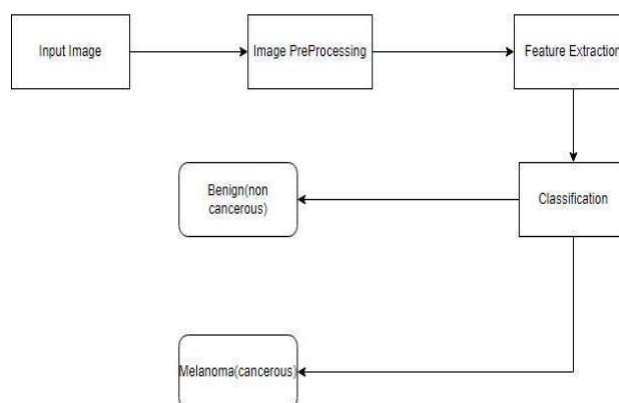 Input Image
Image PreProcessing
Feature Extraction
Benign(non
cancerous)
Classification
Melanoma(cancerous)